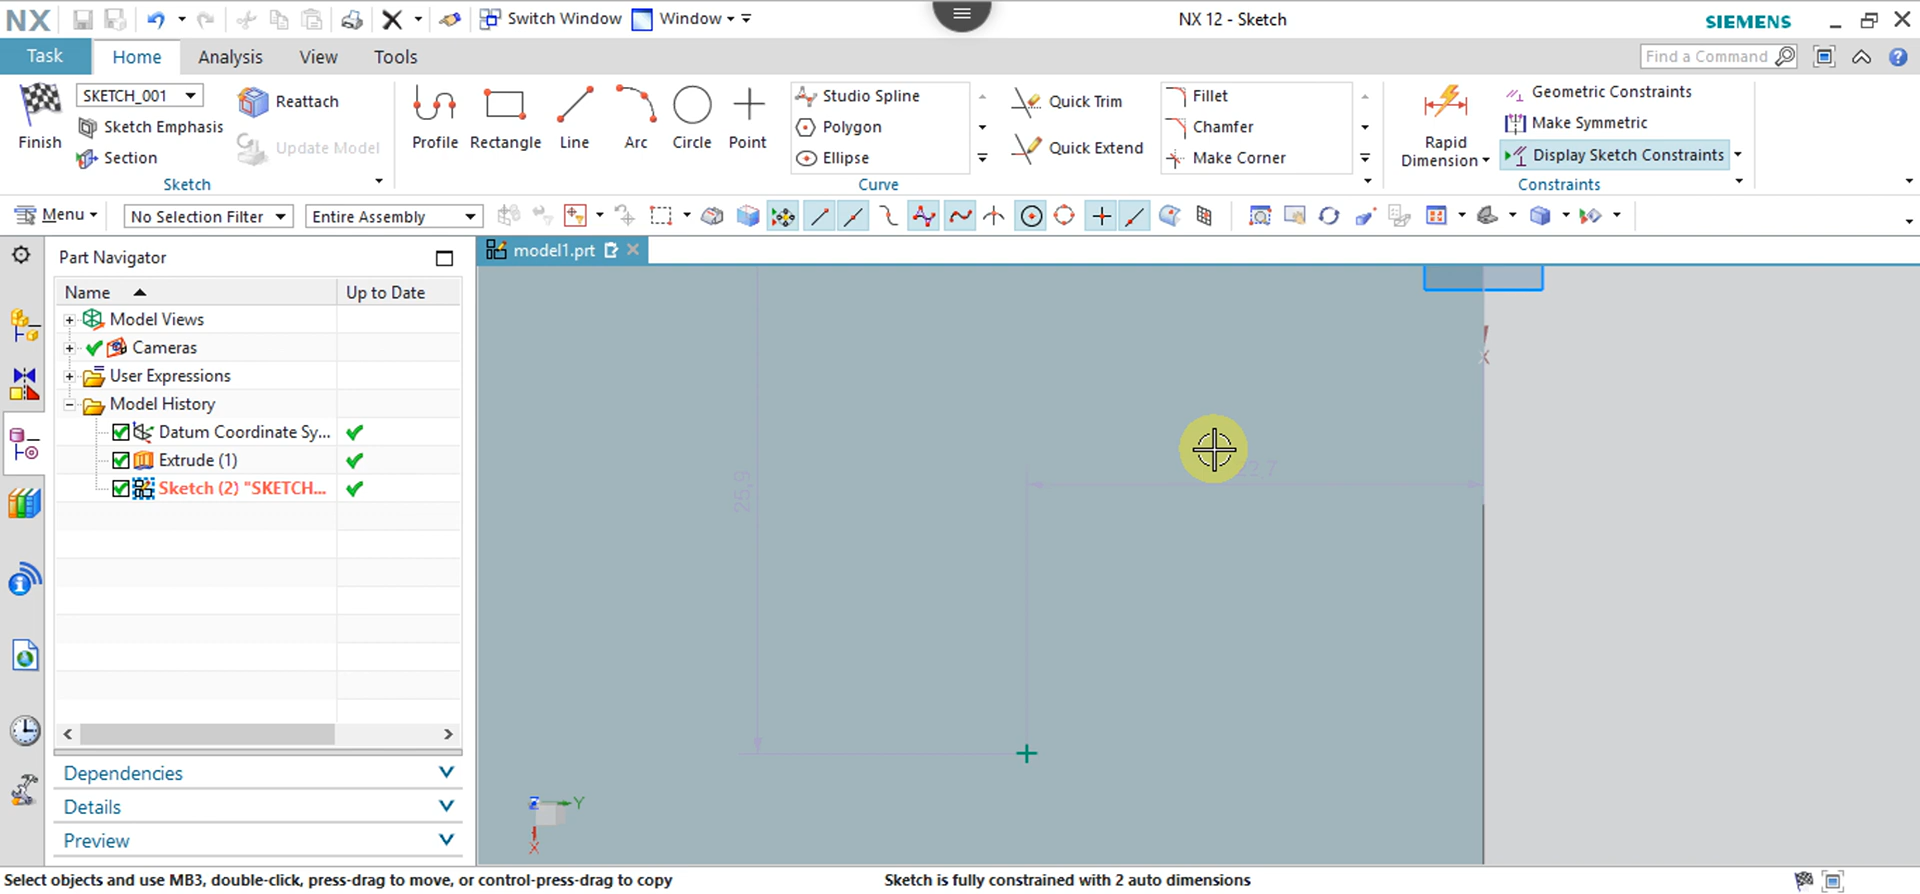 NX
Switch Window
Window
NX 12 - Sketch
SIEMENS
Task
Home
Analysis
View
Tools
Find a Command
Finish
SKETCH_001
Sketch Emphasis
Section
Reattach
Update Model
Sketch
Profile
Rectangle
Line
Arc
Circle
Point
Studio Spline
Polygon
Ellipse
Quick Trim
Quick Extend
Fillet
Chamfer
Make Corner
Curve
Rapid
Dimension
Geometric Constraints
Make Symmetric
Display Sketch Constraints
Constraints
Menu
No Selection Filter
Entire Assembly
Part Navigator
model1.prt
Name
Up to Date
Model Views
Cameras
User Expressions
Model History
Datum Coordinate Sy...
Extrude (1)
Sketch (2) "SKETCH...
Dependencies
Details
Preview
25,9
X
Z
Y
X
Select objects and use MB3, double-click, press-drag to move, or control-press-drag to copy
Sketch is fully constrained with 2 auto dimensions